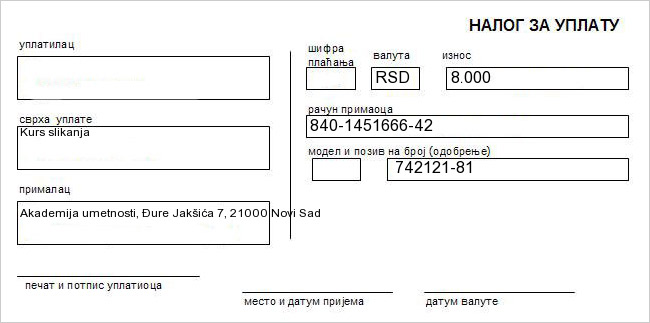 НАЛОГ ЗА УПЛАТУ
уплатилац
сврха уплате
Kurs slikanja
прималац
Akademija umetnosti, Đure Jakšića 7, 21000 Novi Sad
печат и потпис уплатиоца
место и датум пријема
шифра
плаћања
валута
износ
RSD
8.000
рачун примаоца
840-1451666-42
модел и позив на број (одобрење)
742121-81
датум валуте